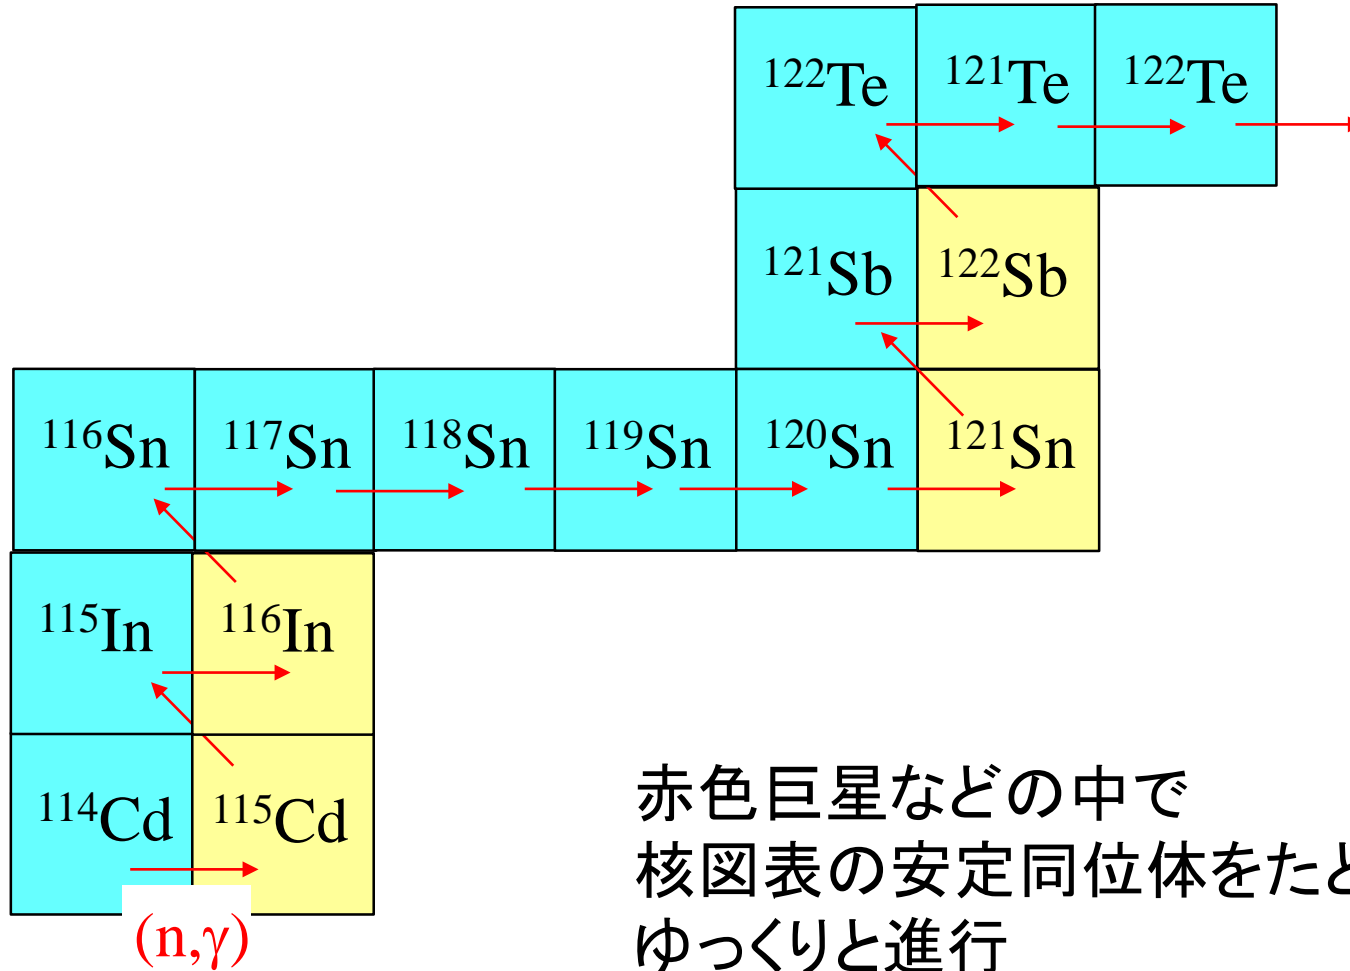 ¹²²Te ¹²¹Te ¹²²Te
¹²¹Sb ¹²²Sb
¹¹⁶Sn ¹¹⁷Sn ¹¹⁸Sn ¹¹⁹Sn ¹²⁰Sn ¹²¹Sn
¹¹⁵In ¹¹⁶In
¹¹⁴Cd ¹¹⁵Cd
(n,γ)
赤色巨星などの中で
核図表の安定同位体をたど
ゆっくりと進行